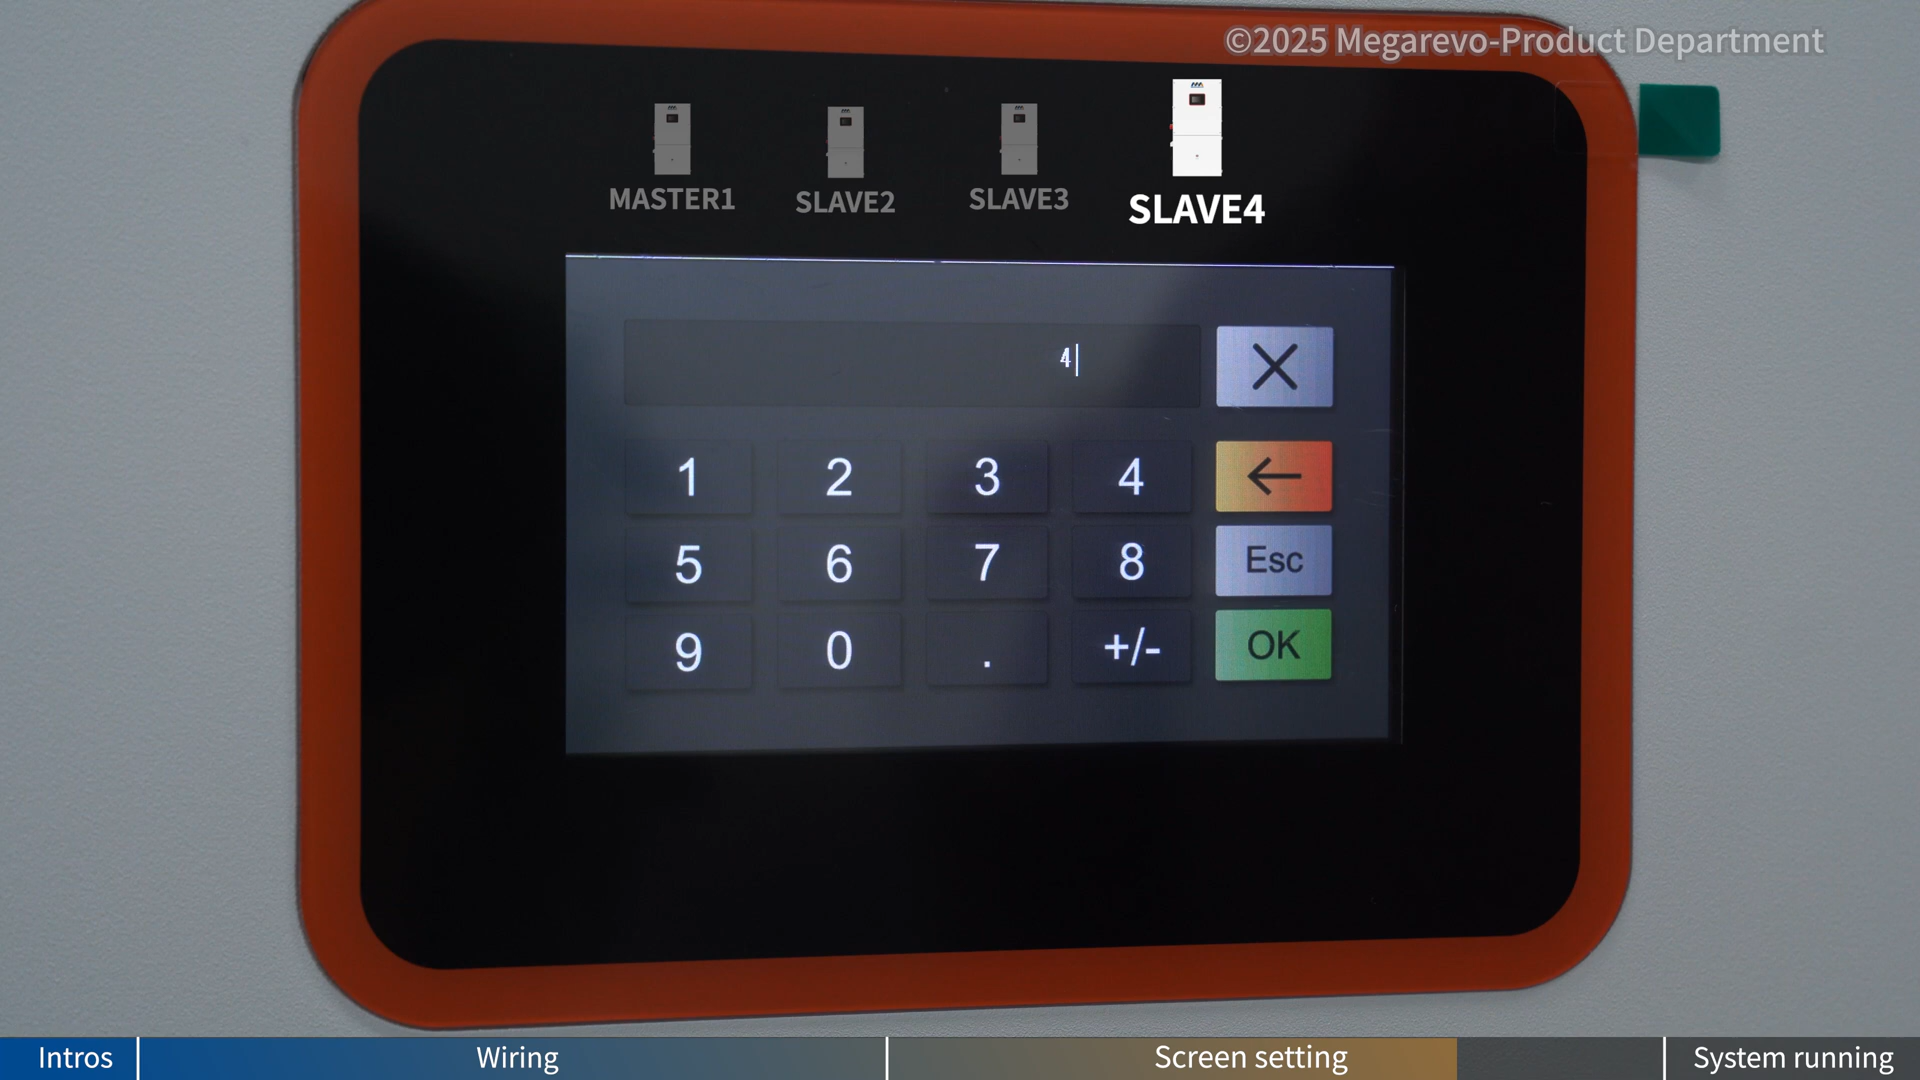 ©2025 Megarevo-Product Department
MASTER1 SLAVE2 SLAVE3 SLAVE4
4
1 2 3 4
5 6 7 8 Esc
9 0 . +/- OK
Intros Wiring Screen setting System running